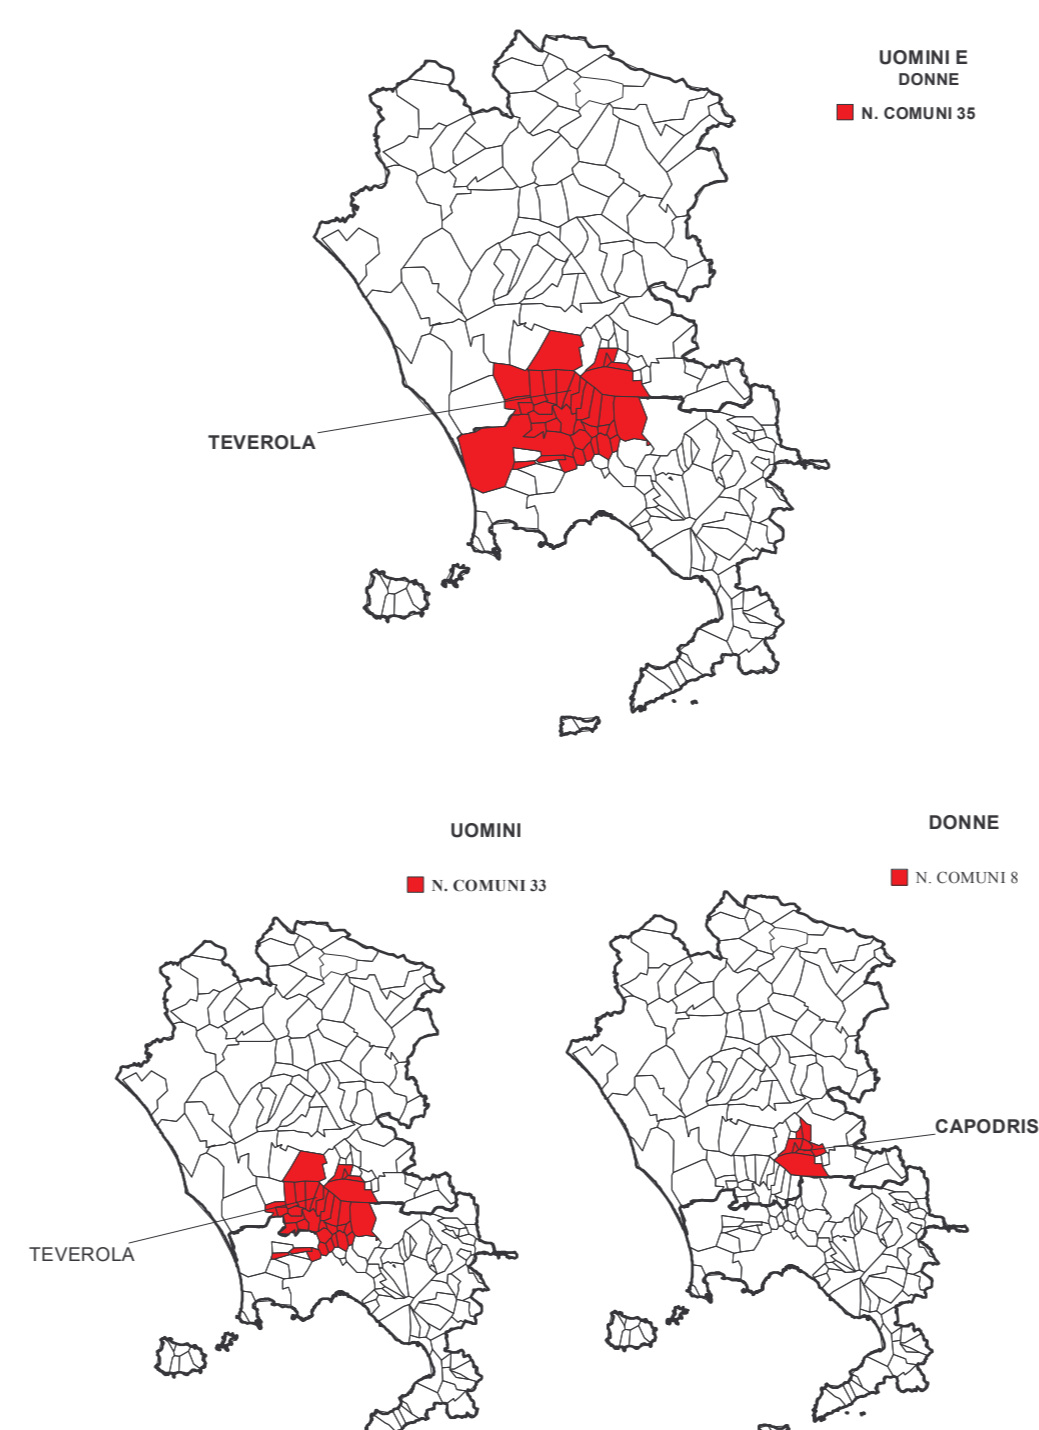 UOMINI E
DONNE
N. COMUNI 35
TEVEROLA
UOMINI
N. COMUNI 33
TEVEROLA
DONNE
N. COMUNI 8
CAPODRIS